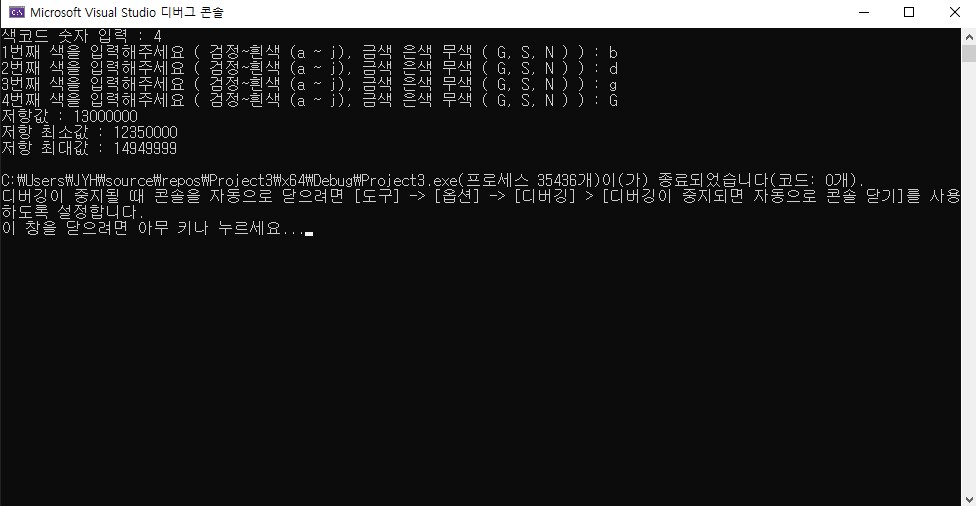 Microsoft Visual Studio 디버그 콘솔
색코드 숫자 입력 : 4
1번째 색을 입력해주세요 ( 검정~흰색 (a ~ j), 금색 은색 무색 ( G, S, N ) ) : b
2번째 색을 입력해주세요 ( 검정~흰색 (a ~ j), 금색 은색 무색 ( G, S, N ) ) : d
3번째 색을 입력해주세요 ( 검정~흰색 (a ~ j), 금색 은색 무색 ( G, S, N ) ) : g
4번째 색을 입력해주세요 ( 검정~흰색 (a ~ j), 금색 은색 무색 ( G, S, N ) ) : G
저항값 : 13000000
저항 최소값 : 12350000
저항 최대값 : 14949999
C:₩Users₩JYH₩source₩repos₩Project3₩x64₩Debug₩Project3.exe(프로세스 35436개)이(가) 종료되었습니다(코드: 0개).
디버깅이 중지될 때 콘솔을 자동으로 닫으려면 [도구] -> [옵션] -> [디버깅] > [디버깅이 중지되면 자동으로 콘솔 닫기]를 사용
하도록 설정합니다.
이 창을 닫으려면 아무 키나 누르세요...